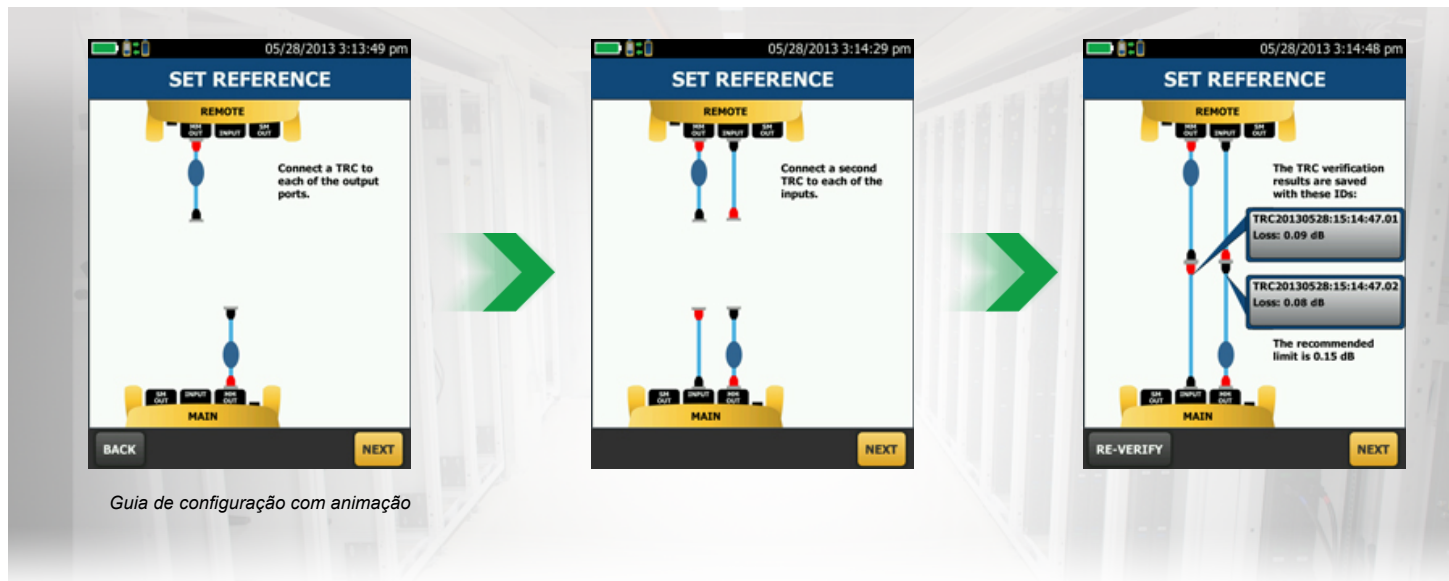 05/28/2013 3:13:49 pm
SET REFERENCE
REMOTE
MM
OUT
INPUT
SM
OUT
Connect a TRC to
each of the output
ports.
SM
OUT
INPUT
MM
OUT
MAIN
BACK
NEXT
Guia de configuração com animação
05/28/2013 3:14:29 pm
SET REFERENCE
REMOTE
MM
OUT
INPUT
SM
OUT
Connect a second
TRC to each of the
inputs.
SM
OUT
INPUT
MM
OUT
MAIN
NEXT
05/28/2013 3:14:48 pm
SET REFERENCE
REMOTE
MM
OUT
INPUT
SM
OUT
The TRC verification
results are saved
with these IDs:
TRC20130528:15:14:47.01
Loss: 0.09 dB
TRC20130528:15:14:47.02
Loss: 0.08 dB
The recommended
limit is 0.15 dB
SM
OUT
INPUT
MM
OUT
MAIN
RE-VERIFY
NEXT